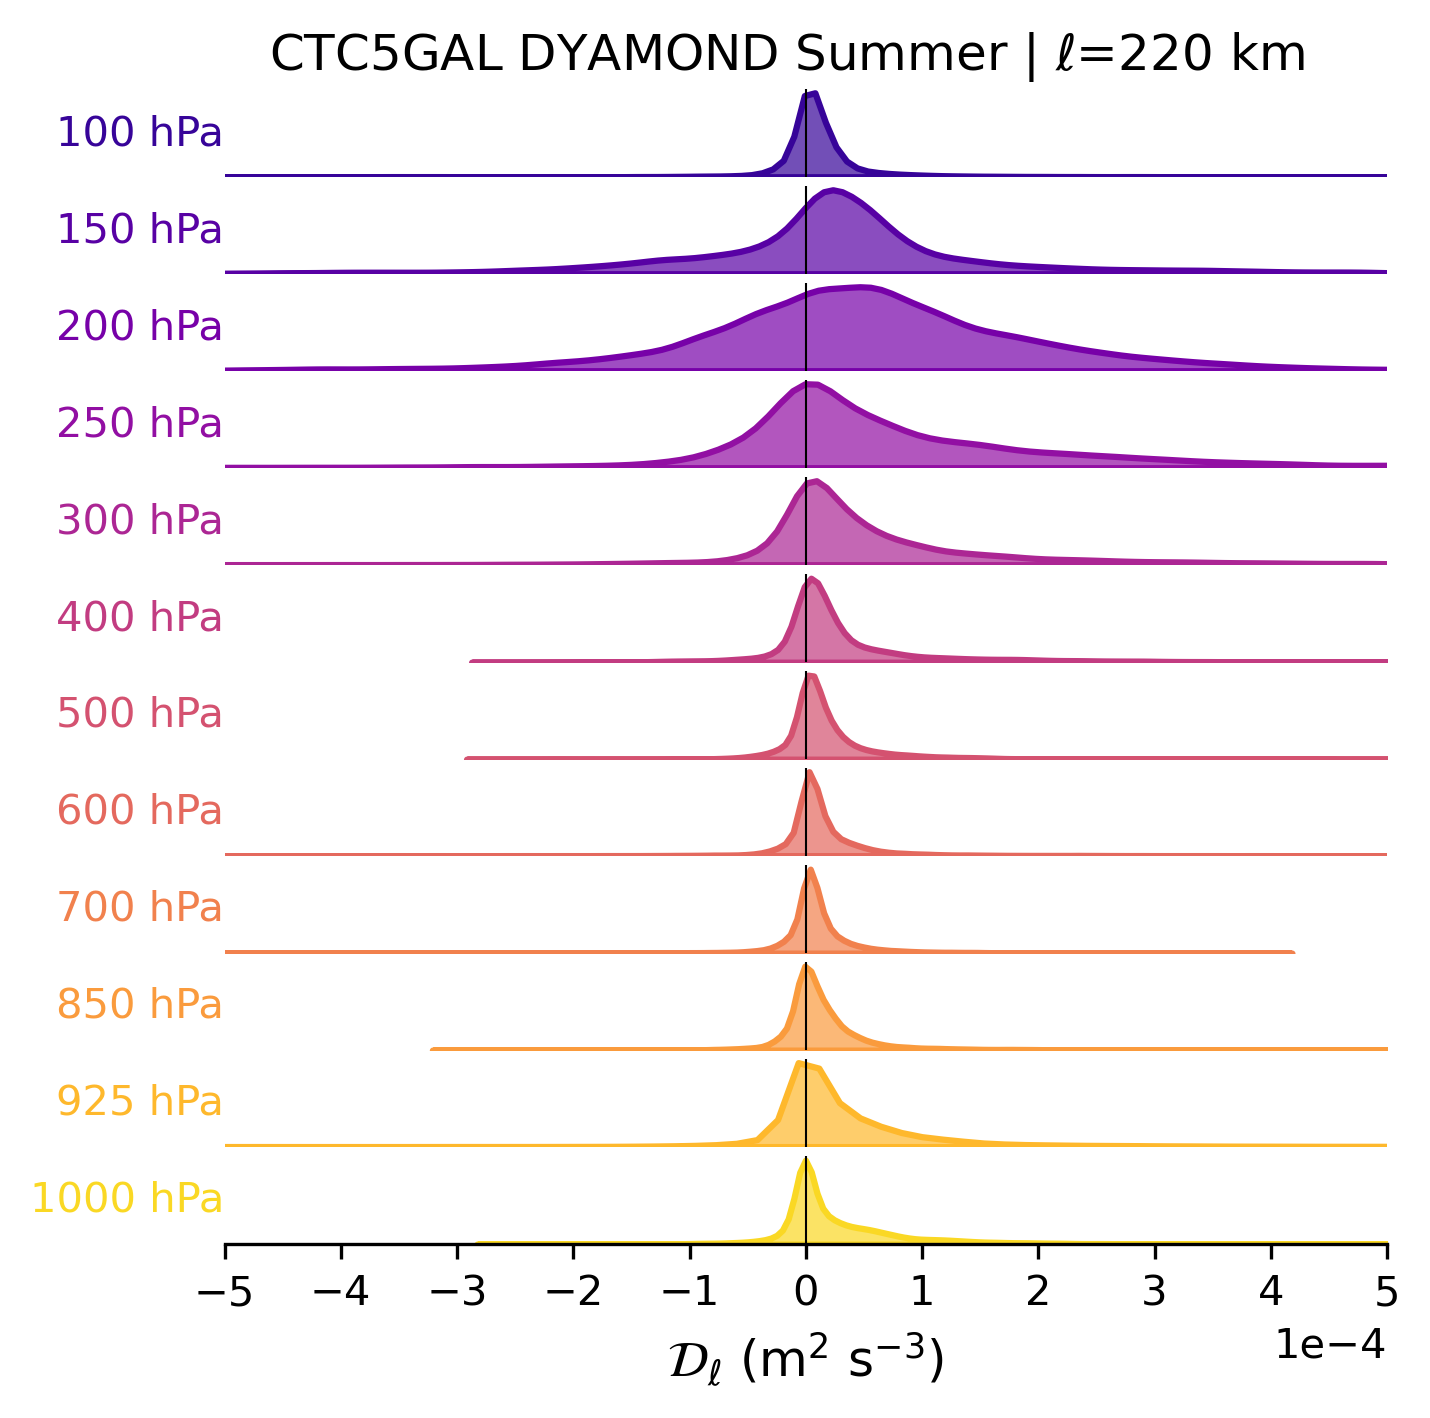 CTC5GAL DYAMOND Summer | ℓ=220 km
100 hPa
150 hPa
200 hPa
250 hPa
300 hPa
400 hPa
500 hPa
600 hPa
700 hPa
850 hPa
925 hPa
1000 hPa
−5 −4 −3 −2 −1 0 1 2 3 4 5
1e−4
𝒟ℓ (m² s⁻³)